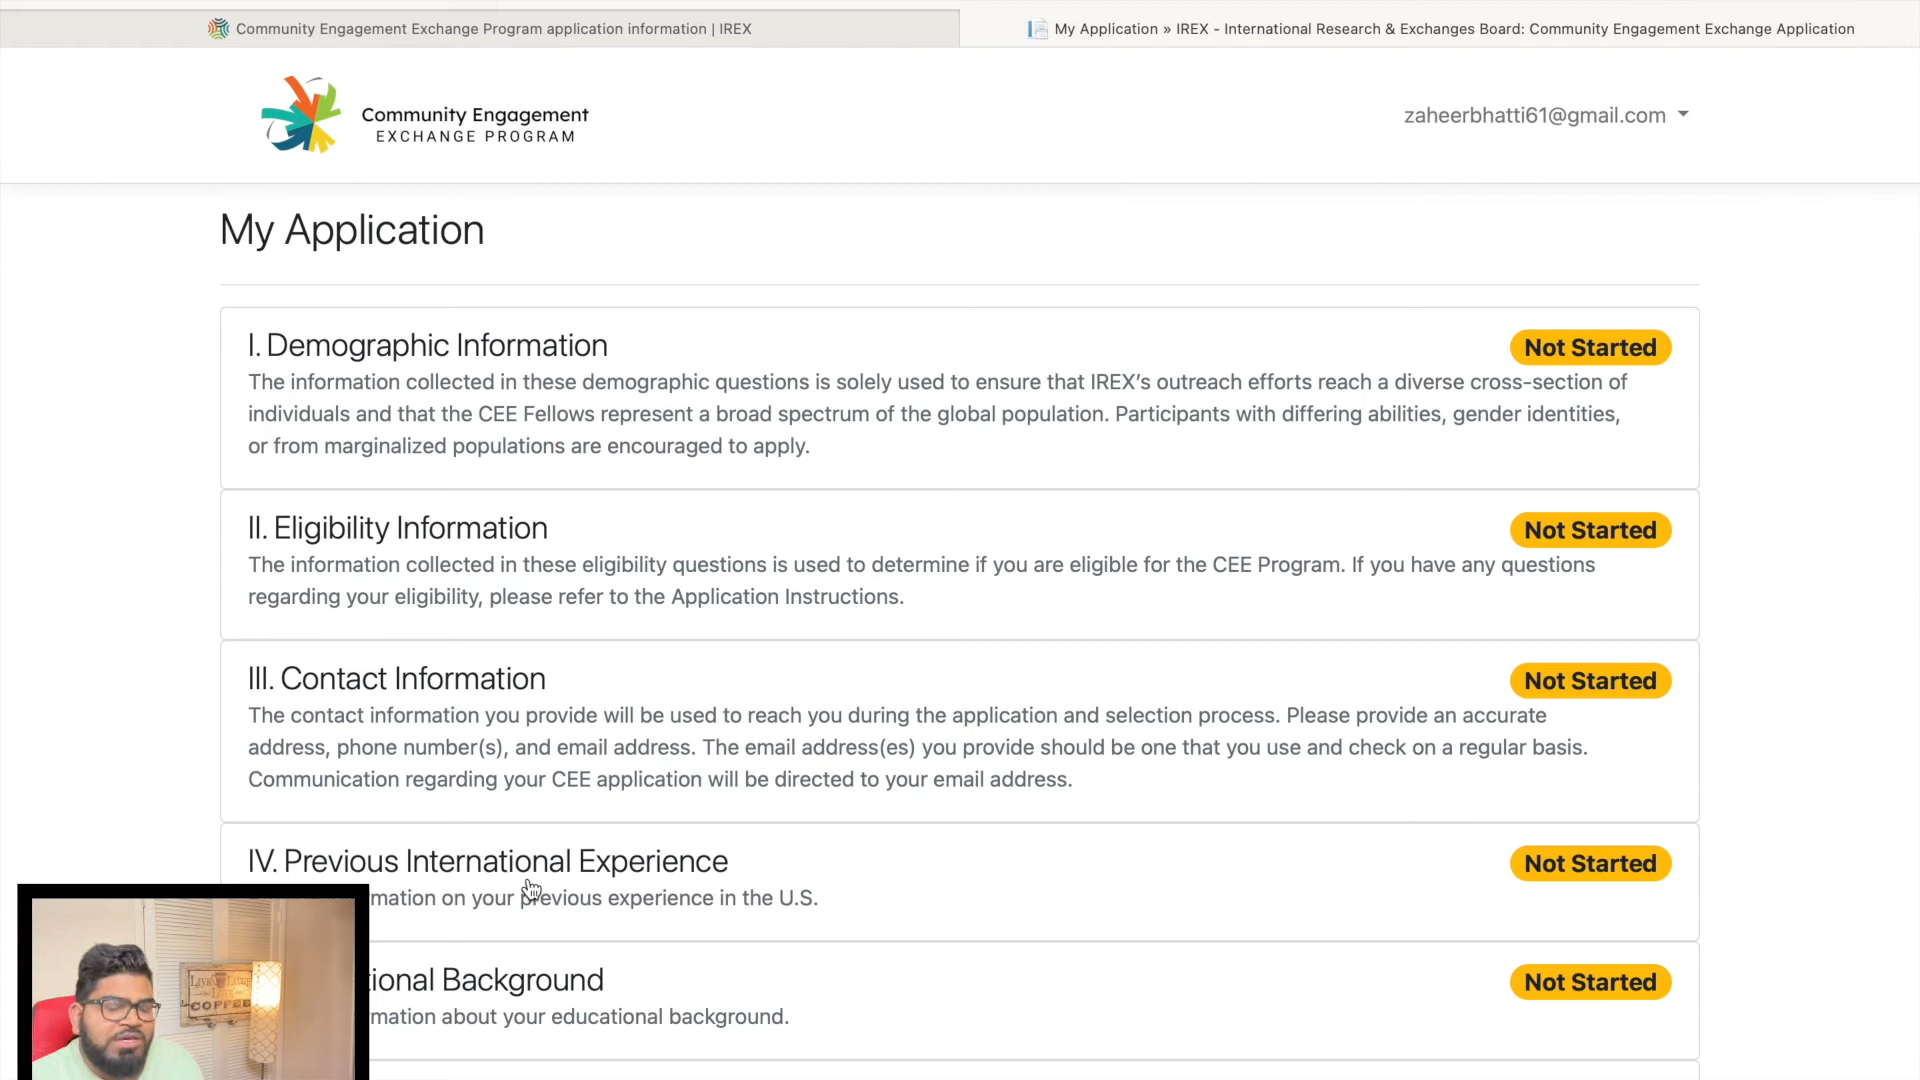 Community Engagement Exchange Program application information | IREX
My Application » IREX - International Research & Exchanges Board: Community Engagement Exchange Application
Community Engagement
EXCHANGE PROGRAM
zaheerbhatti61@gmail.com
My Application
I. Demographic Information
Not Started
The information collected in these demographic questions is solely used to ensure that IREX's outreach efforts reach a diverse cross-section of
individuals and that the CEE Fellows represent a broad spectrum of the global population. Participants with differing abilities, gender identities,
or from marginalized populations are encouraged to apply.
II. Eligibility Information
Not Started
The information collected in these eligibility questions is used to determine if you are eligible for the CEE Program. If you have any questions
regarding your eligibility, please refer to the Application Instructions.
III. Contact Information
Not Started
The contact information you provide will be used to reach you during the application and selection process. Please provide an accurate
address, phone number(s), and email address. The email address(es) you provide should be one that you use and check on a regular basis.
Communication regarding your CEE application will be directed to your email address.
IV. Previous International Experience
Not Started
mation on your previous experience in the U.S.
tional Background
Not Started
mation about your educational background.
COFFEE